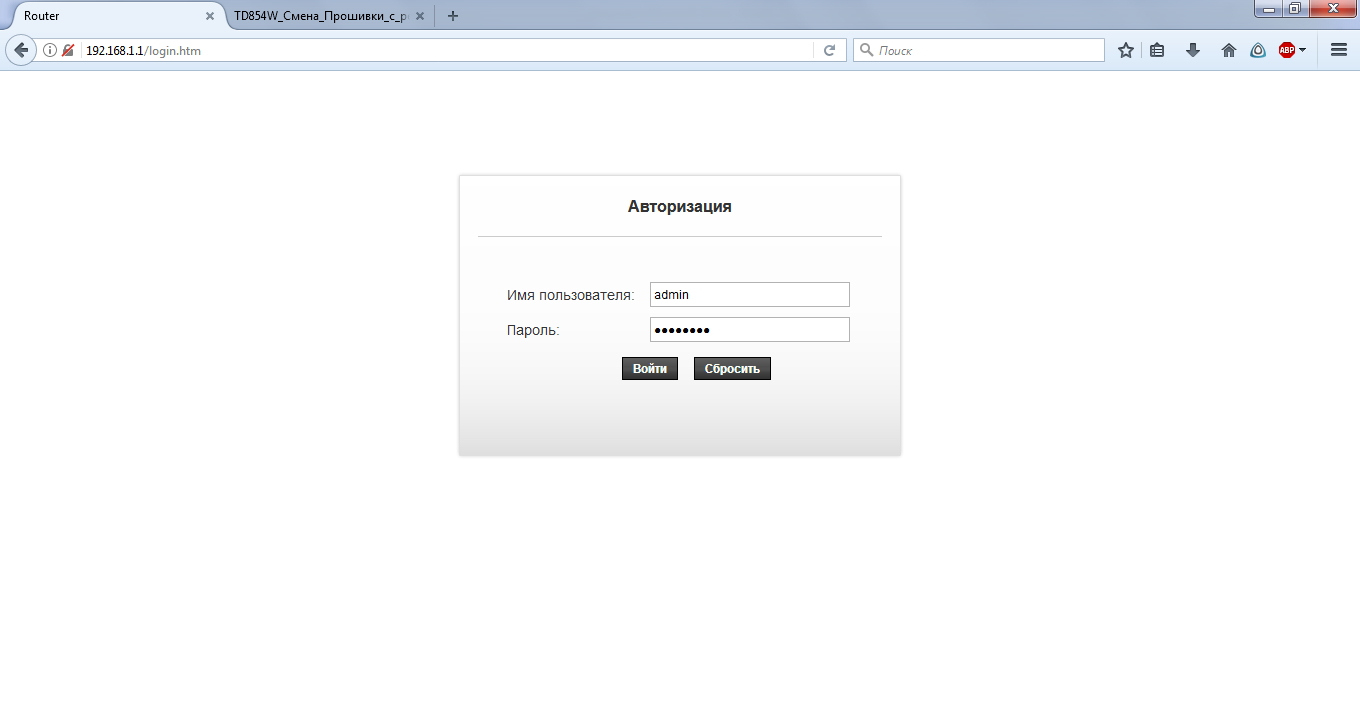 Router
TD854W_Смена_Прошивки_с_р
192.168.1.1/login.htm
Поиск
ABP
Авторизация
Имя пользователя: admin
Пароль: ••••••••
Войти Сбросить